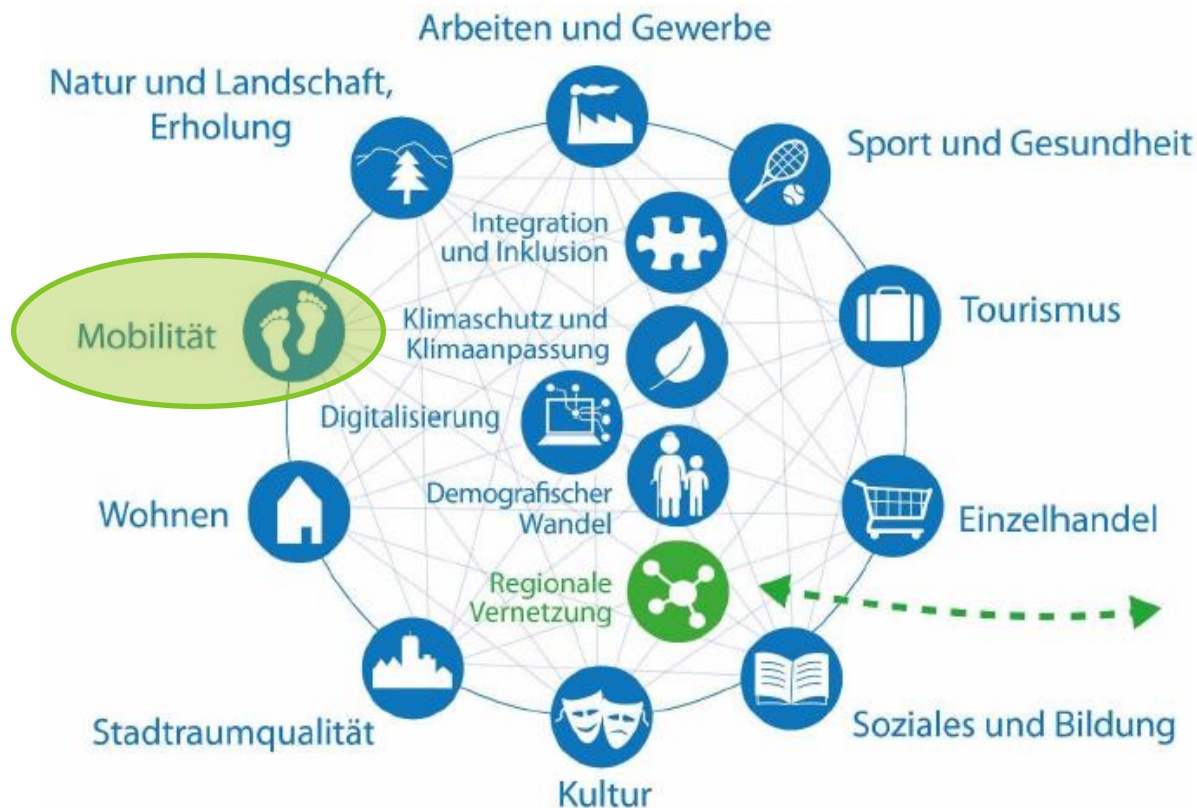 Arbeiten und Gewerbe
Natur und Landschaft,
Erholung
Sport und Gesundheit
Integration
und Inklusion
Tourismus
Mobilität
Klimaschutz und
Klimaanpassung
Digitalisierung
Demografischer
Wandel
Wohnen
Einzelhandel
Regionale
Vernetzung
Stadtraumqualität
Soziales und Bildung
Kultur